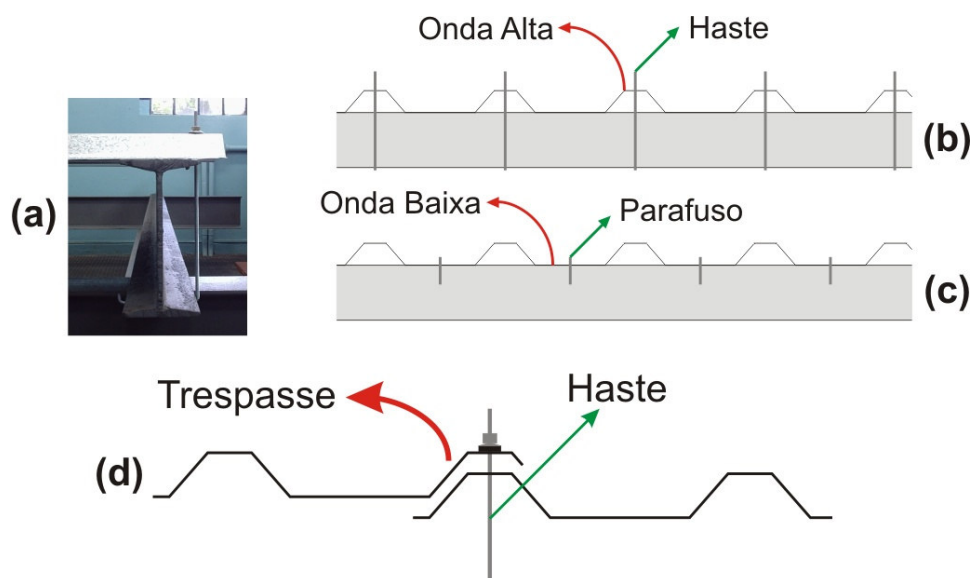 Onda Alta
Haste
(b)
(a)
Onda Baixa
Parafuso
(c)
Trespasse
Haste
(d)